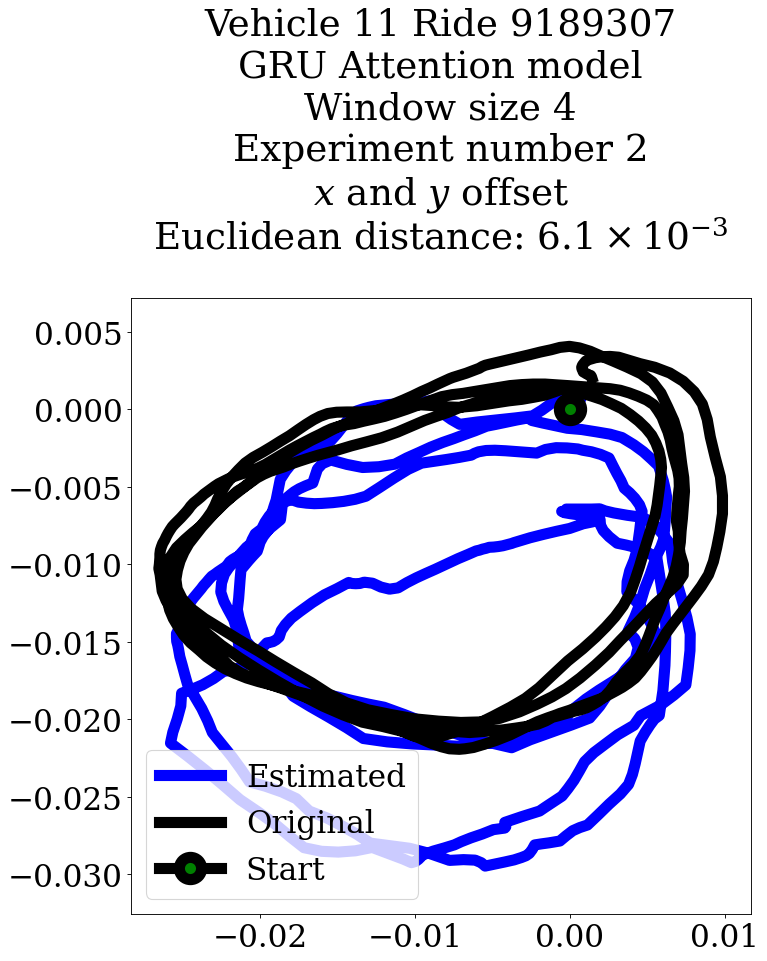 Vehicle 11 Ride 9189307
GRU Attention model
Window size 4
Experiment number 2
x and y offset
Euclidean distance: 6.1 × 10⁻³
0.005
0.000
−0.005
−0.010
−0.015
−0.020
−0.025
−0.030
Estimated
Original
Start
−0.02 −0.01 0.00 0.01